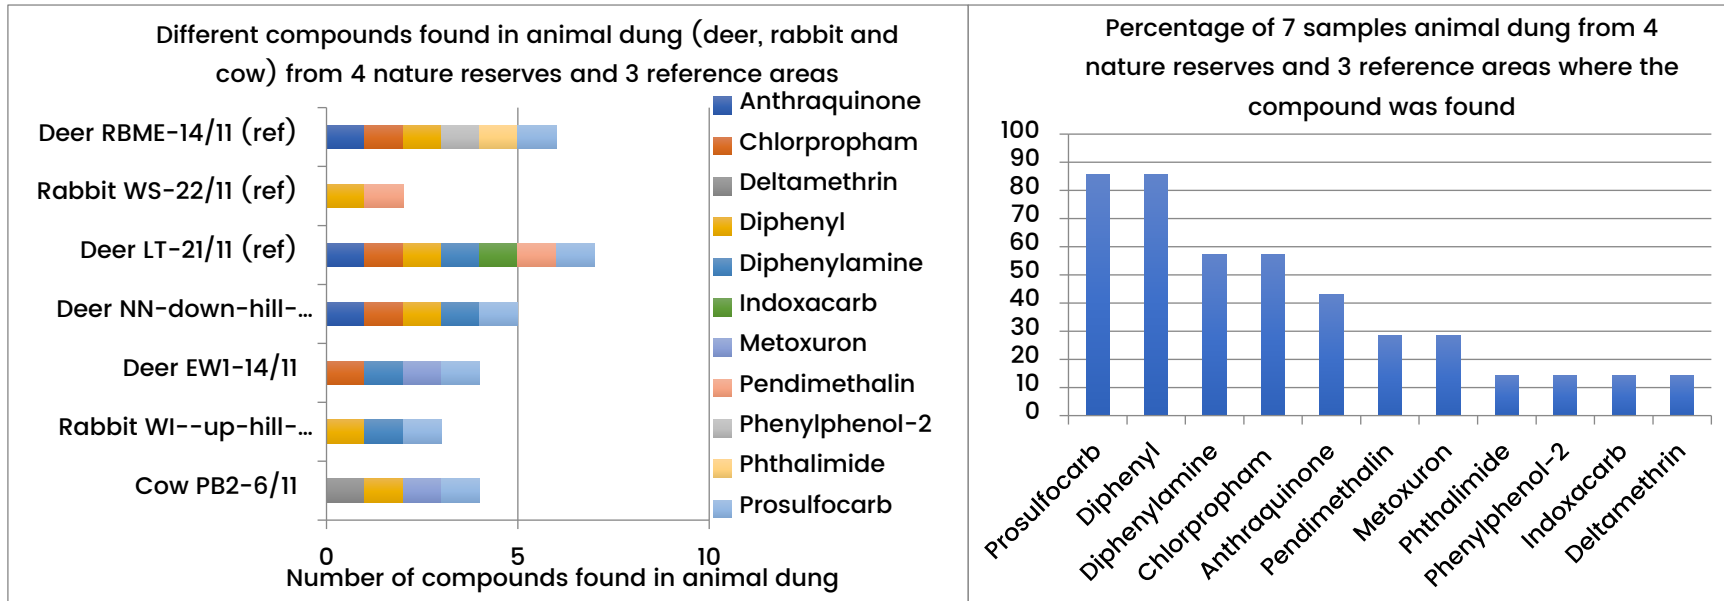 Different compounds found in animal dung (deer, rabbit and
cow) from 4 nature reserves and 3 reference areas
Deer RBME-14/11 (ref)
Rabbit WS-22/11 (ref)
Deer LT-21/11 (ref)
Deer NN-down-hill-...
Deer EW1-14/11
Rabbit WI--up-hill-...
Cow PB2-6/11
0 5 10
Number of compounds found in animal dung
Anthraquinone
Chlorpropham
Deltamethrin
Diphenyl
Diphenylamine
Indoxacarb
Metoxuron
Pendimethalin
Phenylphenol-2
Phthalimide
Prosulfocarb
Percentage of 7 samples animal dung from 4
nature reserves and 3 reference areas where the
compound was found
100
90
80
70
60
50
40
30
20
10
0
Prosulfocarb
Diphenyl
Diphenylamine
Chlorpropham
Anthraquinone
Pendimethalin
Metoxuron
Phthalimide
Phenylphenol-2
Indoxacarb
Deltamethrin